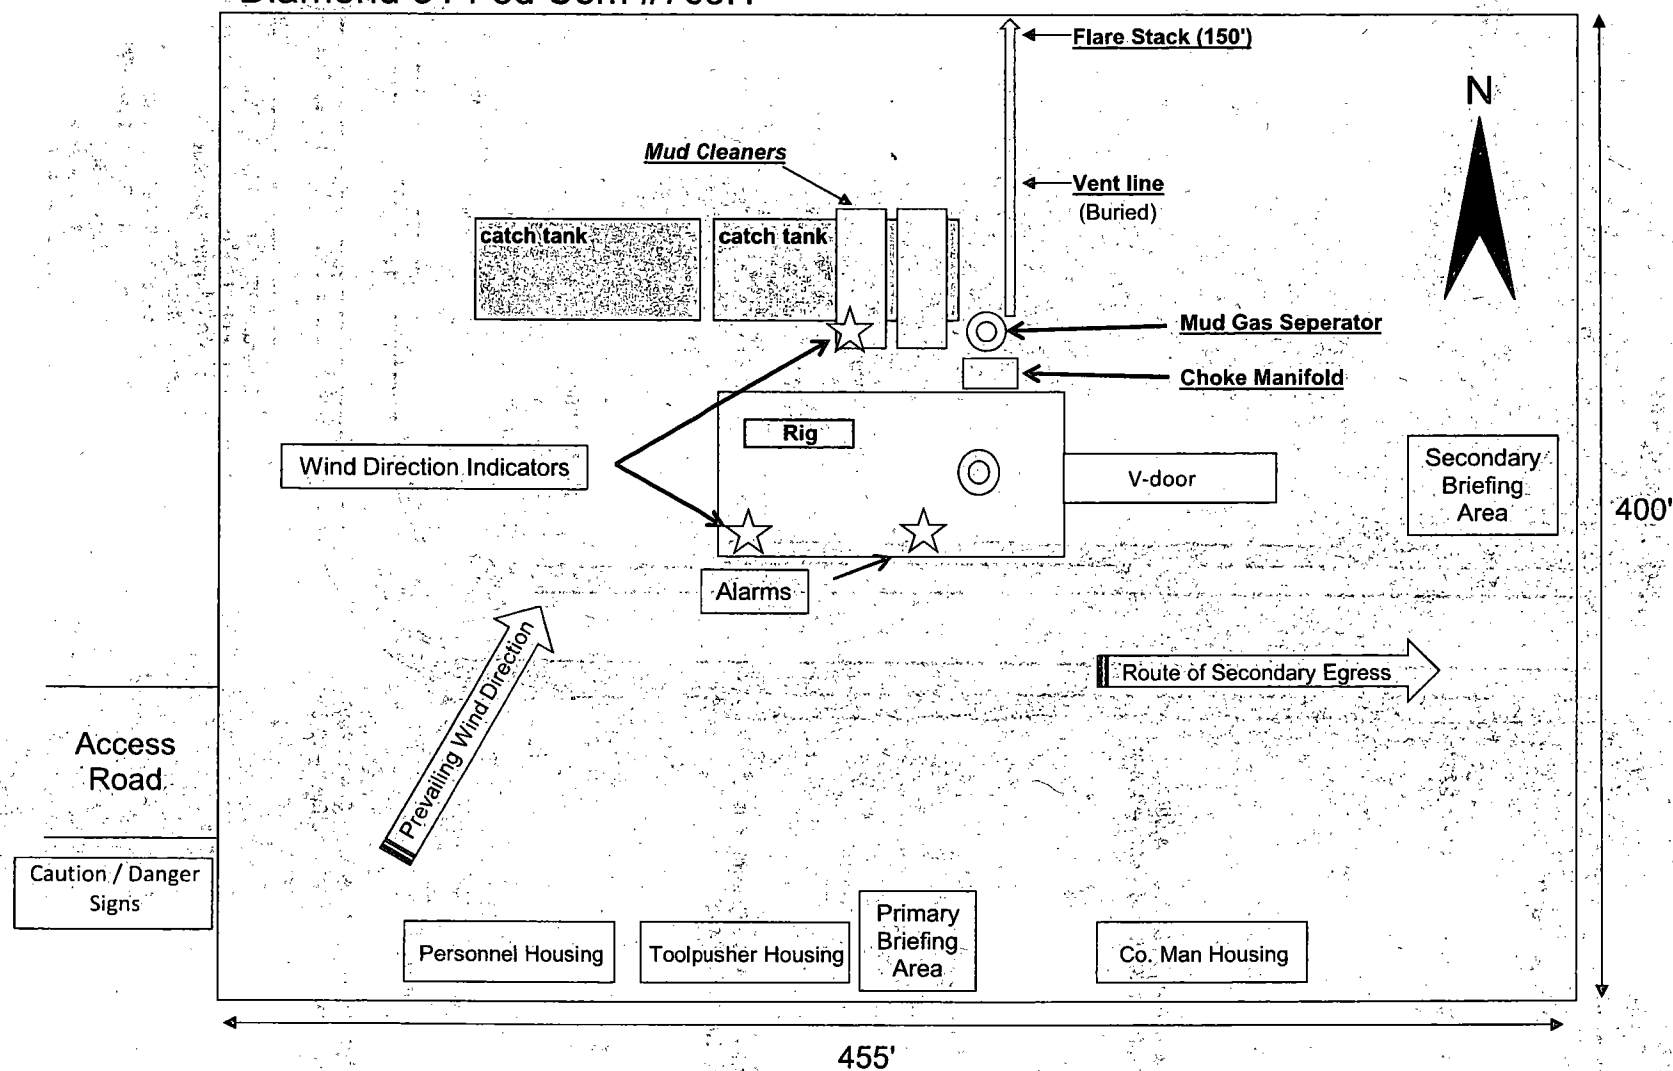 Flare Stack (150')
N
Mud Cleaners
Vent line
(Buried)
catch tank
catch tank
Mud Gas Seperator
Choke Manifold
Rig
Wind Direction Indicators
V-door
Secondary
Briefing
Area
400'
Alarms
Prevailing Wind Direction
Route of Secondary Egress
Access
Road
Caution / Danger
Signs
Personnel Housing
Toolpusher Housing
Primary
Briefing
Area
Co. Man Housing
455'